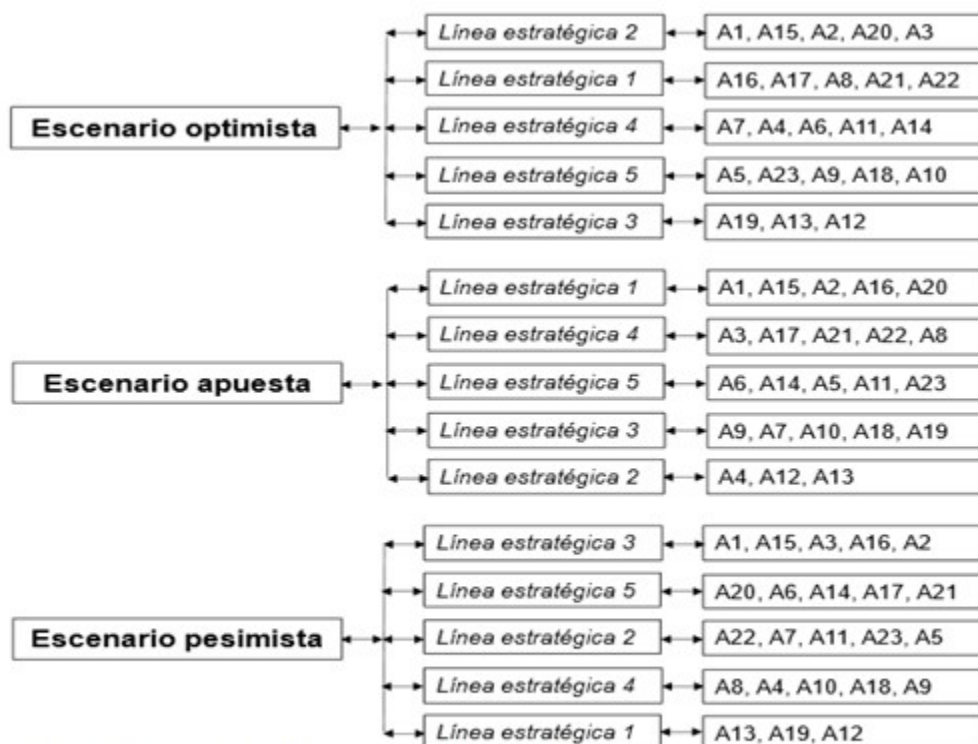 Línea estratégica 2 A1, A15, A2, A20, A3
Línea estratégica 1 A16, A17, A8, A21, A22
Escenario optimista Línea estratégica 4 A7, A4, A6, A11, A14
Línea estratégica 5 A5, A23, A9, A18, A10
Línea estratégica 3 A19, A13, A12
Línea estratégica 1 A1, A15, A2, A16, A20
Línea estratégica 4 A3, A17, A21, A22, A8
Escenario apuesta Línea estratégica 5 A6, A14, A5, A11, A23
Línea estratégica 3 A9, A7, A10, A18, A19
Línea estratégica 2 A4, A12, A13
Línea estratégica 3 A1, A15, A3, A16, A2
Línea estratégica 5 A20, A6, A14, A17, A21
Escenario pesimista Línea estratégica 2 A22, A7, A11, A23, A5
Línea estratégica 4 A8, A4, A10, A18, A9
Línea estratégica 1 A13, A19, A12